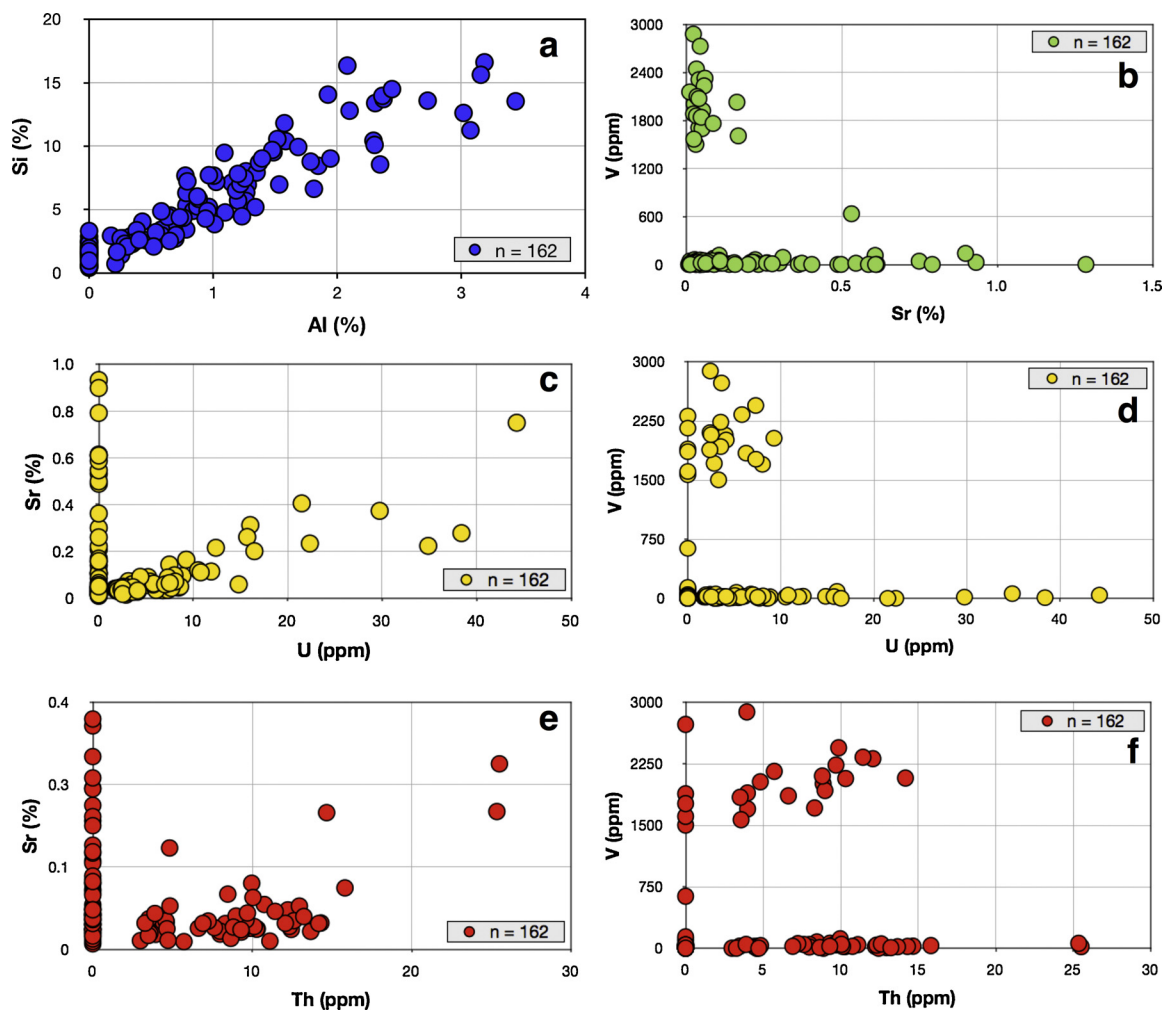 a
20
15
10
5
0
Si (%)
n = 162
0 1 2 3 4
Al (%)
b
3000
2400
1800
1200
600
0
V (ppm)
n = 162
0 0.5 1.0 1.5
Sr (%)
c
1.0
0.8
0.6
0.4
0.2
0
Sr (%)
n = 162
0 10 20 30 40 50
U (ppm)
d
3000
2250
1500
750
0
V (ppm)
n = 162
0 10 20 30 40 50
U (ppm)
e
0.4
0.3
0.1
0
Sr (%)
n = 162
0 10 20 30
Th (ppm)
f
3000
2250
1500
750
0
V (ppm)
n = 162
0 5 10 15 20 25 30
Th (ppm)